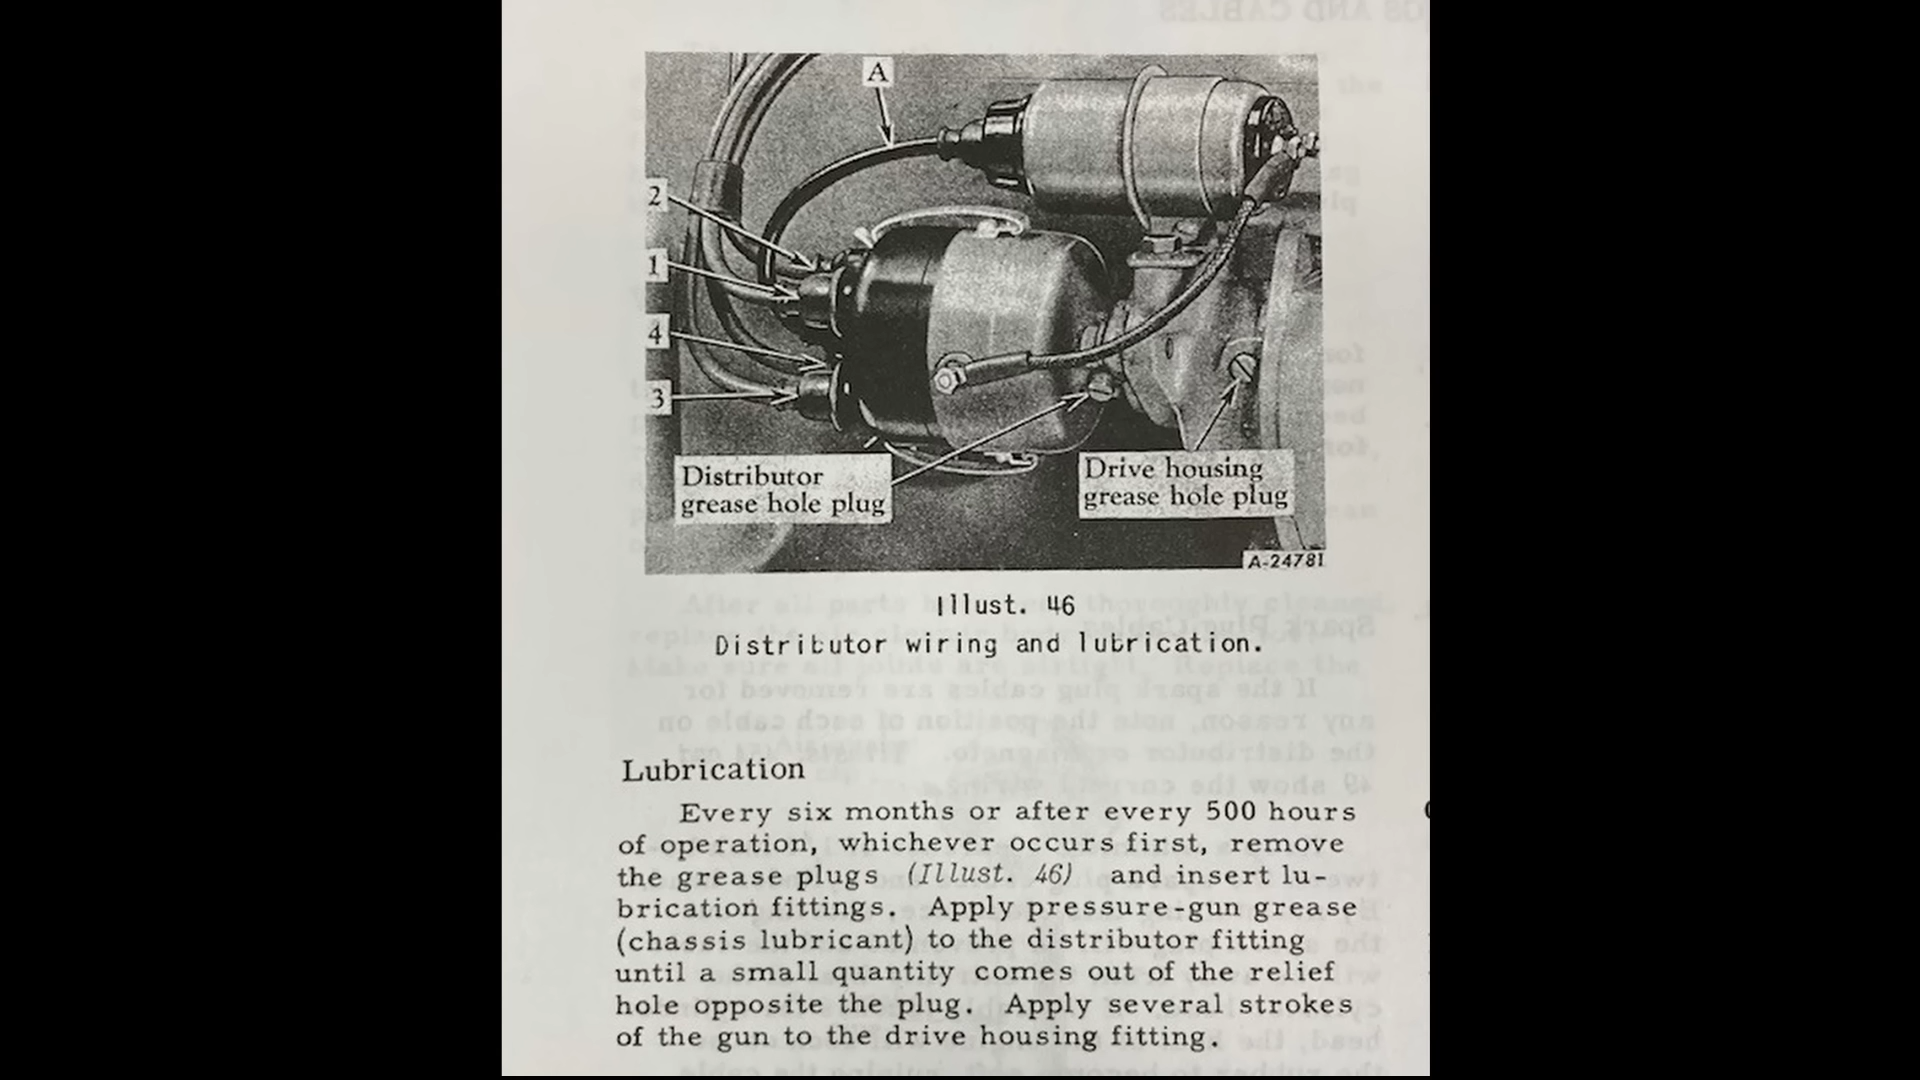 A
2
1
4
3
Distributor
grease hole plug
Drive housing
grease hole plug
A-24781
Illust. 46
Distributor wiring and lubrication.
Lubrication
Every six months or after every 500 hours
of operation, whichever occurs first, remove
the grease plugs (Illust. 46) and insert lu-
brication fittings. Apply pressure-gun grease
(chassis lubricant) to the distributor fitting
until a small quantity comes out of the relief
hole opposite the plug. Apply several strokes
of the gun to the drive housing fitting.